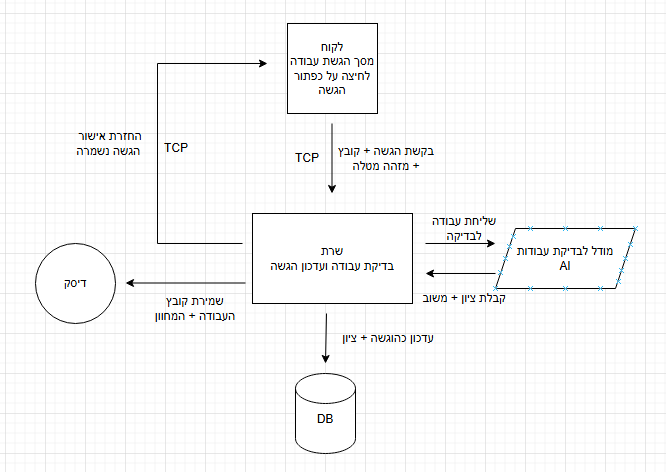 לקוח
מסך הגשת עבודה
לחיצה על כפתור
הגשה
החזרת אישור
הגשה נשמרה
TCP
TCP
בקשת הגשה + קובץ
+ מזהה מטלה
שליחת עבודה
לבדיקה
שרת
בדיקת עבודה ועדכון הגשה
מודל לבדיקת עבודות
AI
קבלת ציון + משוב
דיסק
שמירת קובץ
העבודה + המחוון
עדכון כהוגשה + ציון
DB